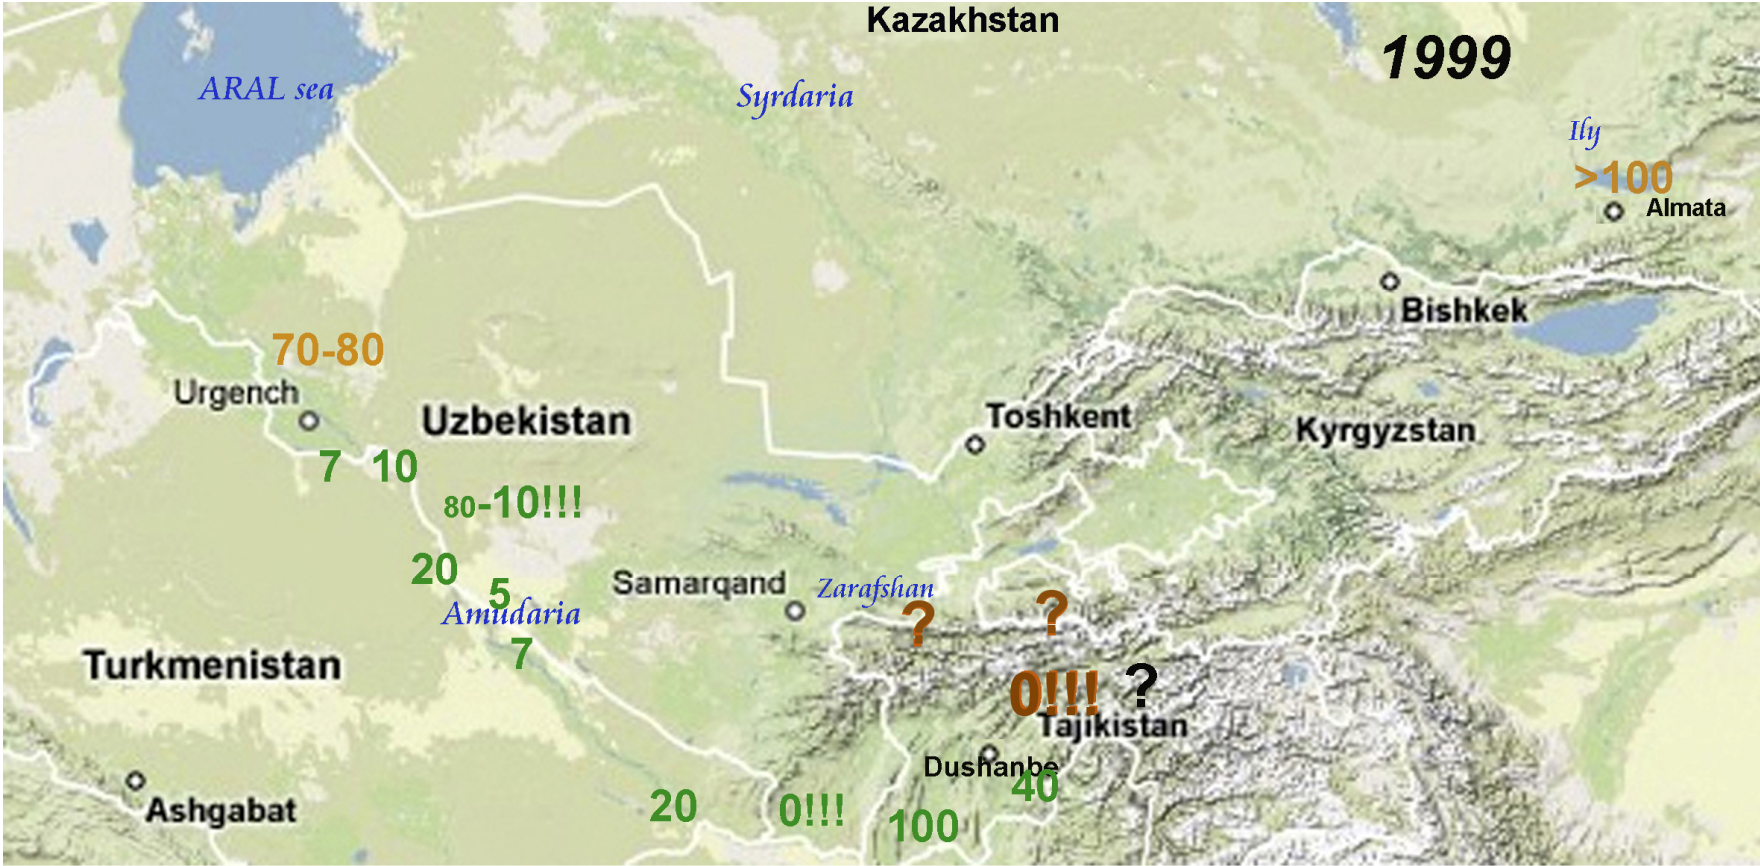 Kazakhstan
1999
ARAL sea
Syrdaria
Ily
>100
Almata
Bishkek
70-80
Urgench
Uzbekistan
Toshkent
Kyrgyzstan
7
10
80-10!!!
20
5
Samarqand
Zarafshan
Amudaria
?
?
7
Turkmenistan
0!!!
?
Tajikistan
Dushanbe
40
Ashgabat
20
0!!!
100